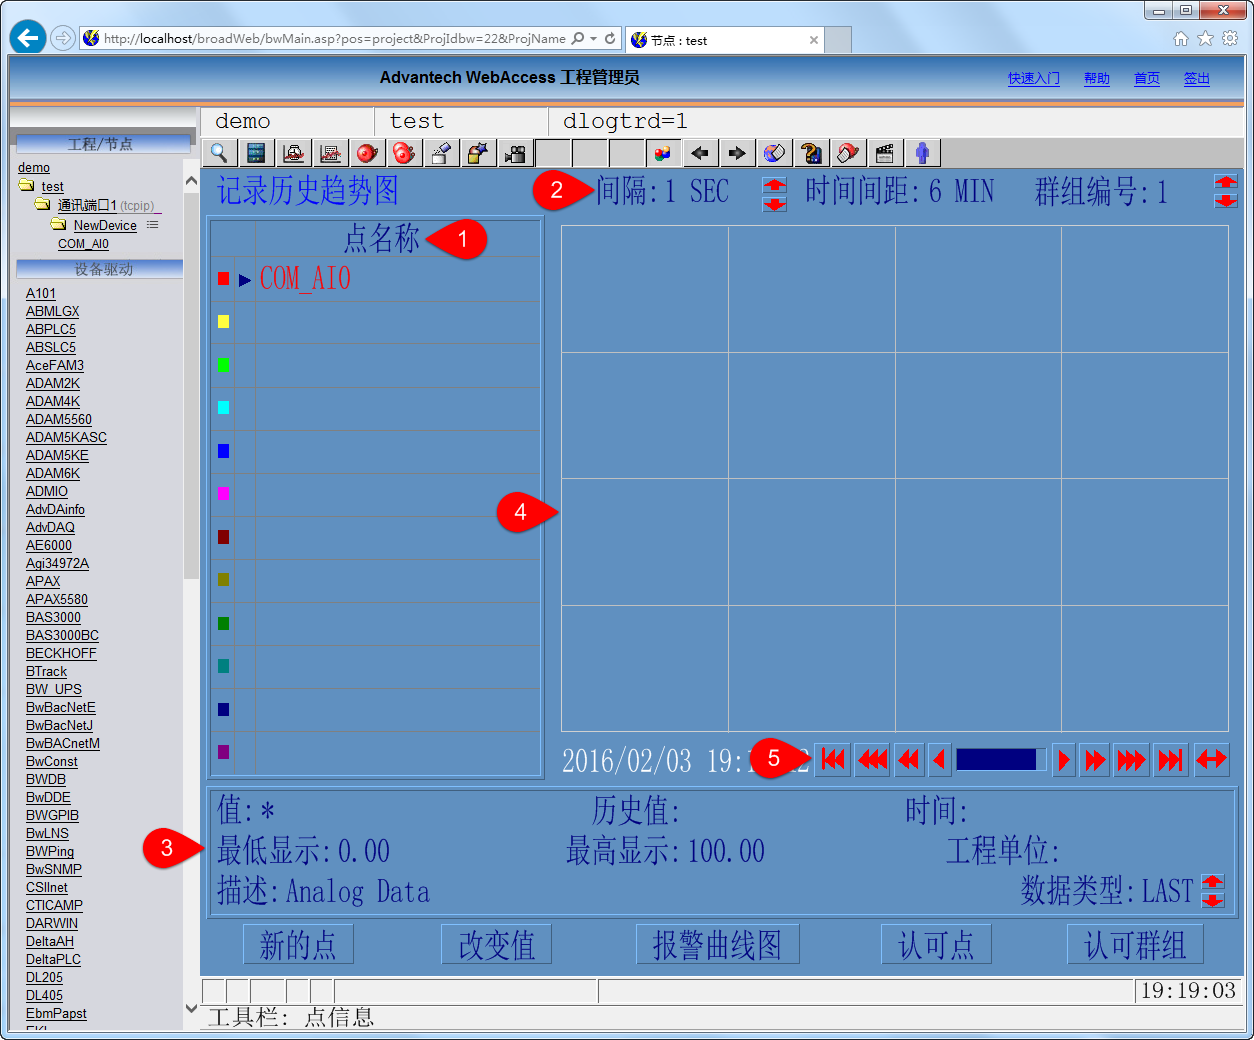 http://localhost/broadWeb/bwMain.asp?pos=project&ProjIdbw=22&ProjName
节点 : test
Advantech WebAccess 工程管理员
快速入门 帮助 首页 签出
demo test dlogtrd=1
工程/节点
demo
test
通讯端口1 (tcpip)
NewDevice
COM_AI0
设备驱动
A101
ABMLGX
ABPLC5
ABSLC5
AceFAM3
ADAM2K
ADAM4K
ADAM5560
ADAM5KASC
ADAM5KE
ADAM6K
ADMIO
AdvDAinfo
AdvDAQ
AE6000
Agi34972A
APAX
APAX5580
BAS3000
BAS3000BC
BECKHOFF
BTrack
BW_UPS
BwBacNetE
BwBacNetJ
BwBACnetM
BwConst
BWDB
BwDDE
BWGPIB
BwLNS
BWPing
BwSNMP
CSIInet
CTICAMP
DARWIN
DeltaAH
DeltaPLC
DL205
DL405
EbmPapst
记录历史趋势图
2
间隔: 1 SEC 时间间距: 6 MIN 群组编号: 1
点名称
1
COM_AI0
4
2016/02/03 19:1
5
值: * 历史值: 时间:
3
最低显示: 0.00 最高显示: 100.00 工程单位:
描述: Analog Data 数据类型: LAST
新的点 改变值 报警曲线图 认可点 认可群组
19:19:03
工具栏: 点信息